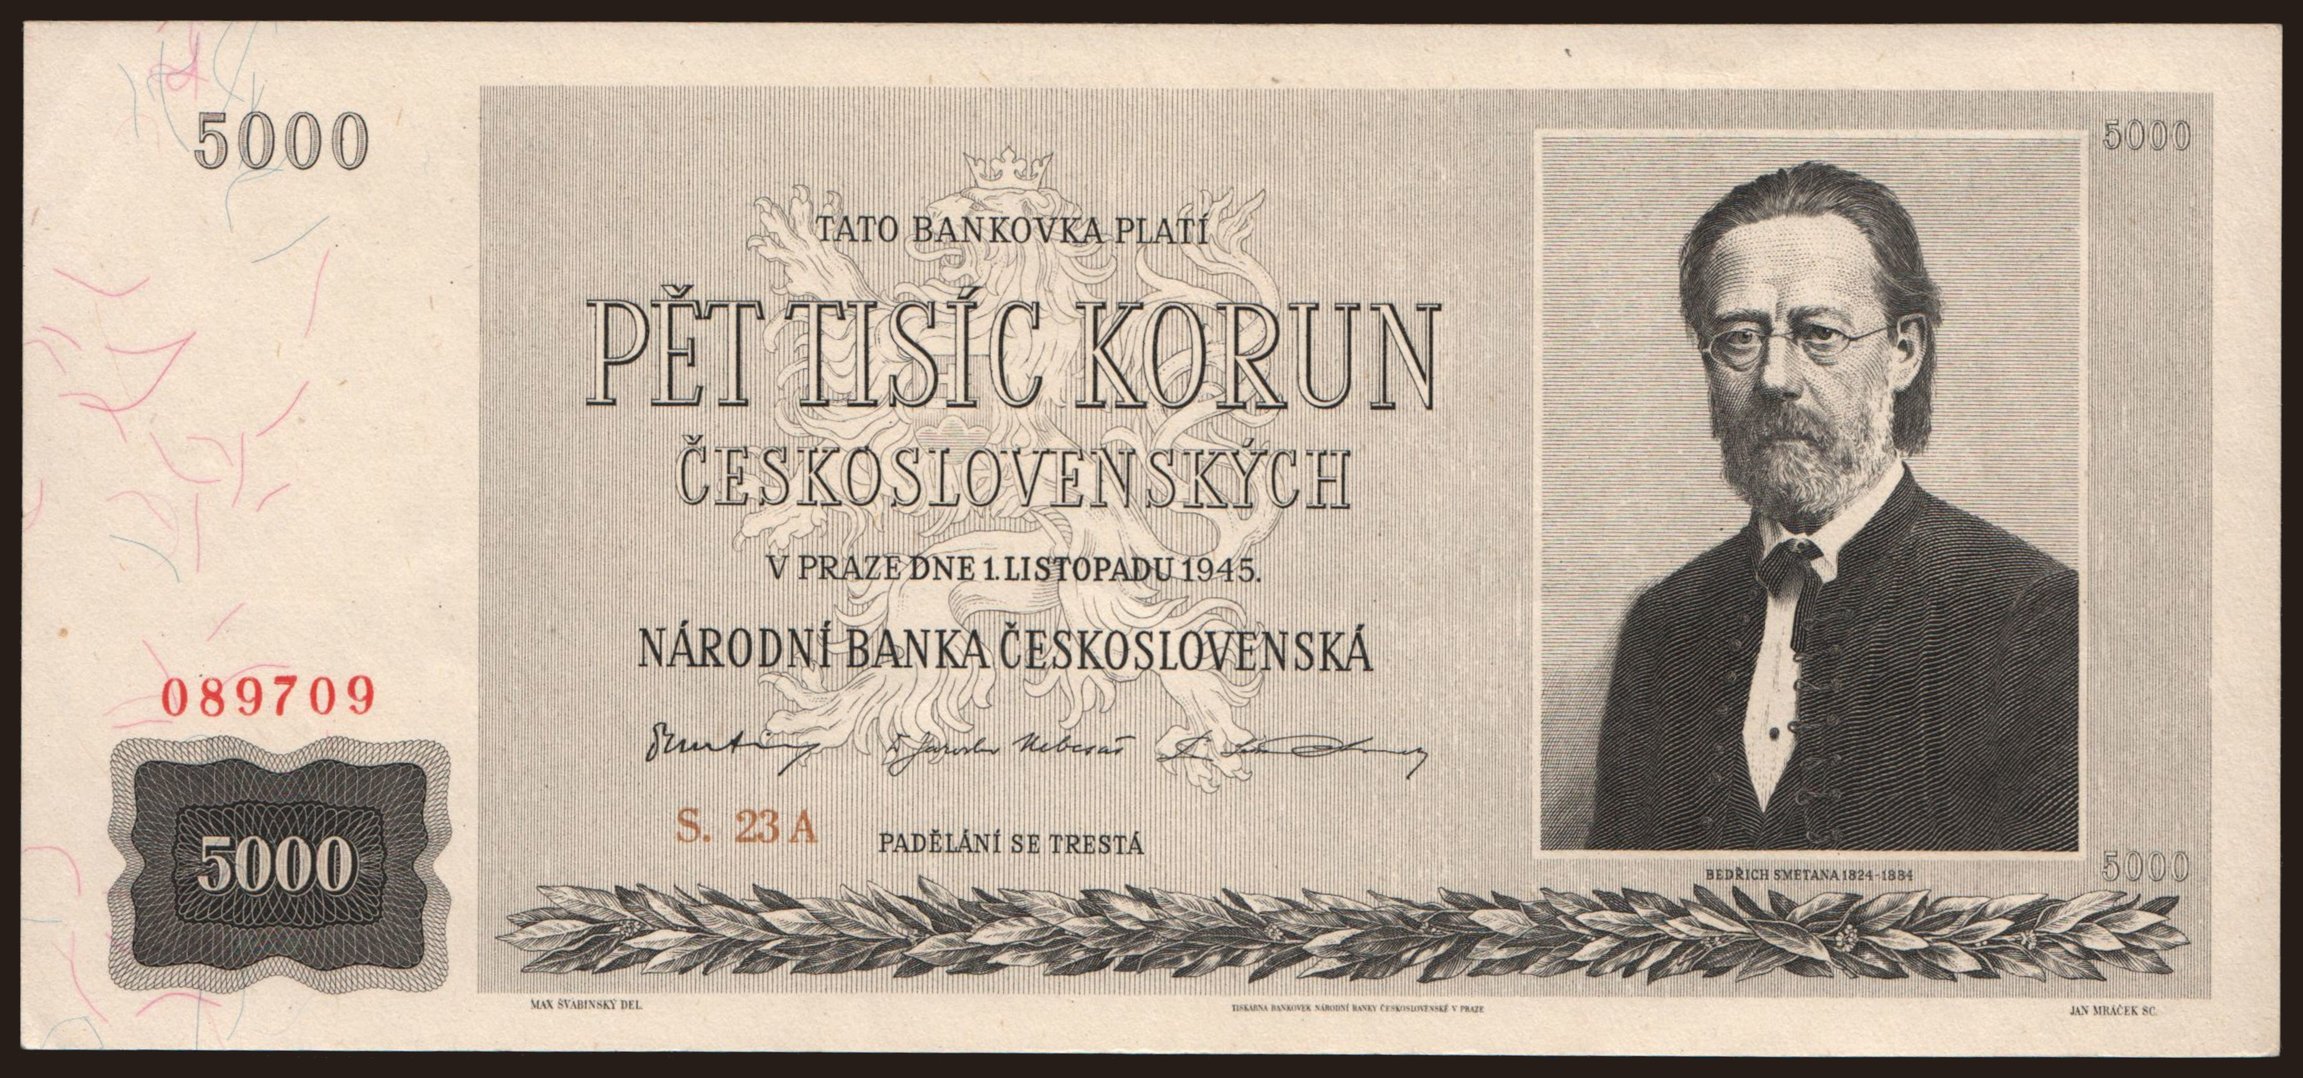 5000
5000
TATO BANKOVKA PLATÍ
PĚT TISÍC KORUN
ČESKOSLOVENSKÝCH
V PRAZE DNE 1. LISTOPADU 1945.
NÁRODNÍ BANKA ČESKOSLOVENSKÁ
089709
Jaroslav Nebesář
S. 23 A
PADĚLÁNÍ SE TRESTÁ
5000
BEDŘICH SMETANA 1824-1884
5000
MAX ŠVABINSKÝ DEL.
TISKÁRNA BANKOVEK NÁRODNÍ BANKY ČESKOSLOVENSKÉ V PRAZE
JAN MRÁČEK SC.